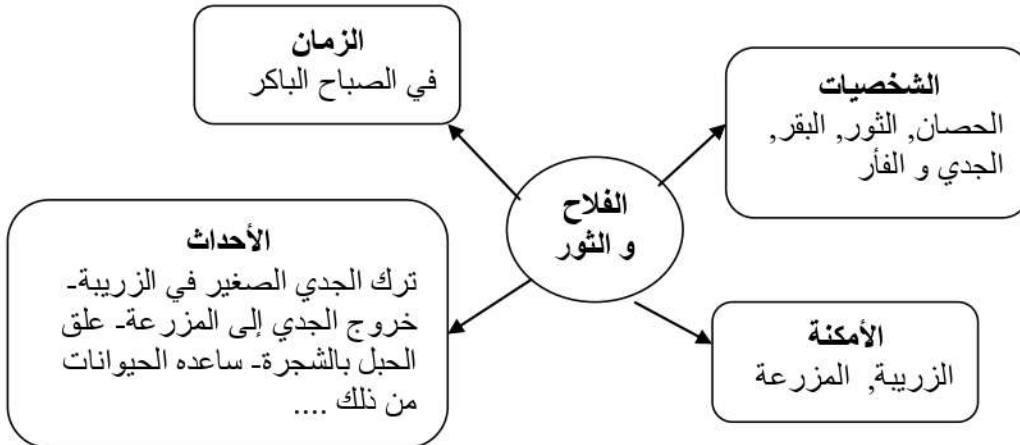 الزمان
في الصباح الباكر
الشخصيات
الحصان, الثور, البقر,
الجدي و الفأر
الفلاح
و الثور
الأحداث
ترك الجدي الصغير في الزريبة-
خروج الجدي إلى المزرعة- علق
الحبل بالشجرة- ساعده الحيوانات
من ذلك ....
الأمكنة
الزريبة, المزرعة